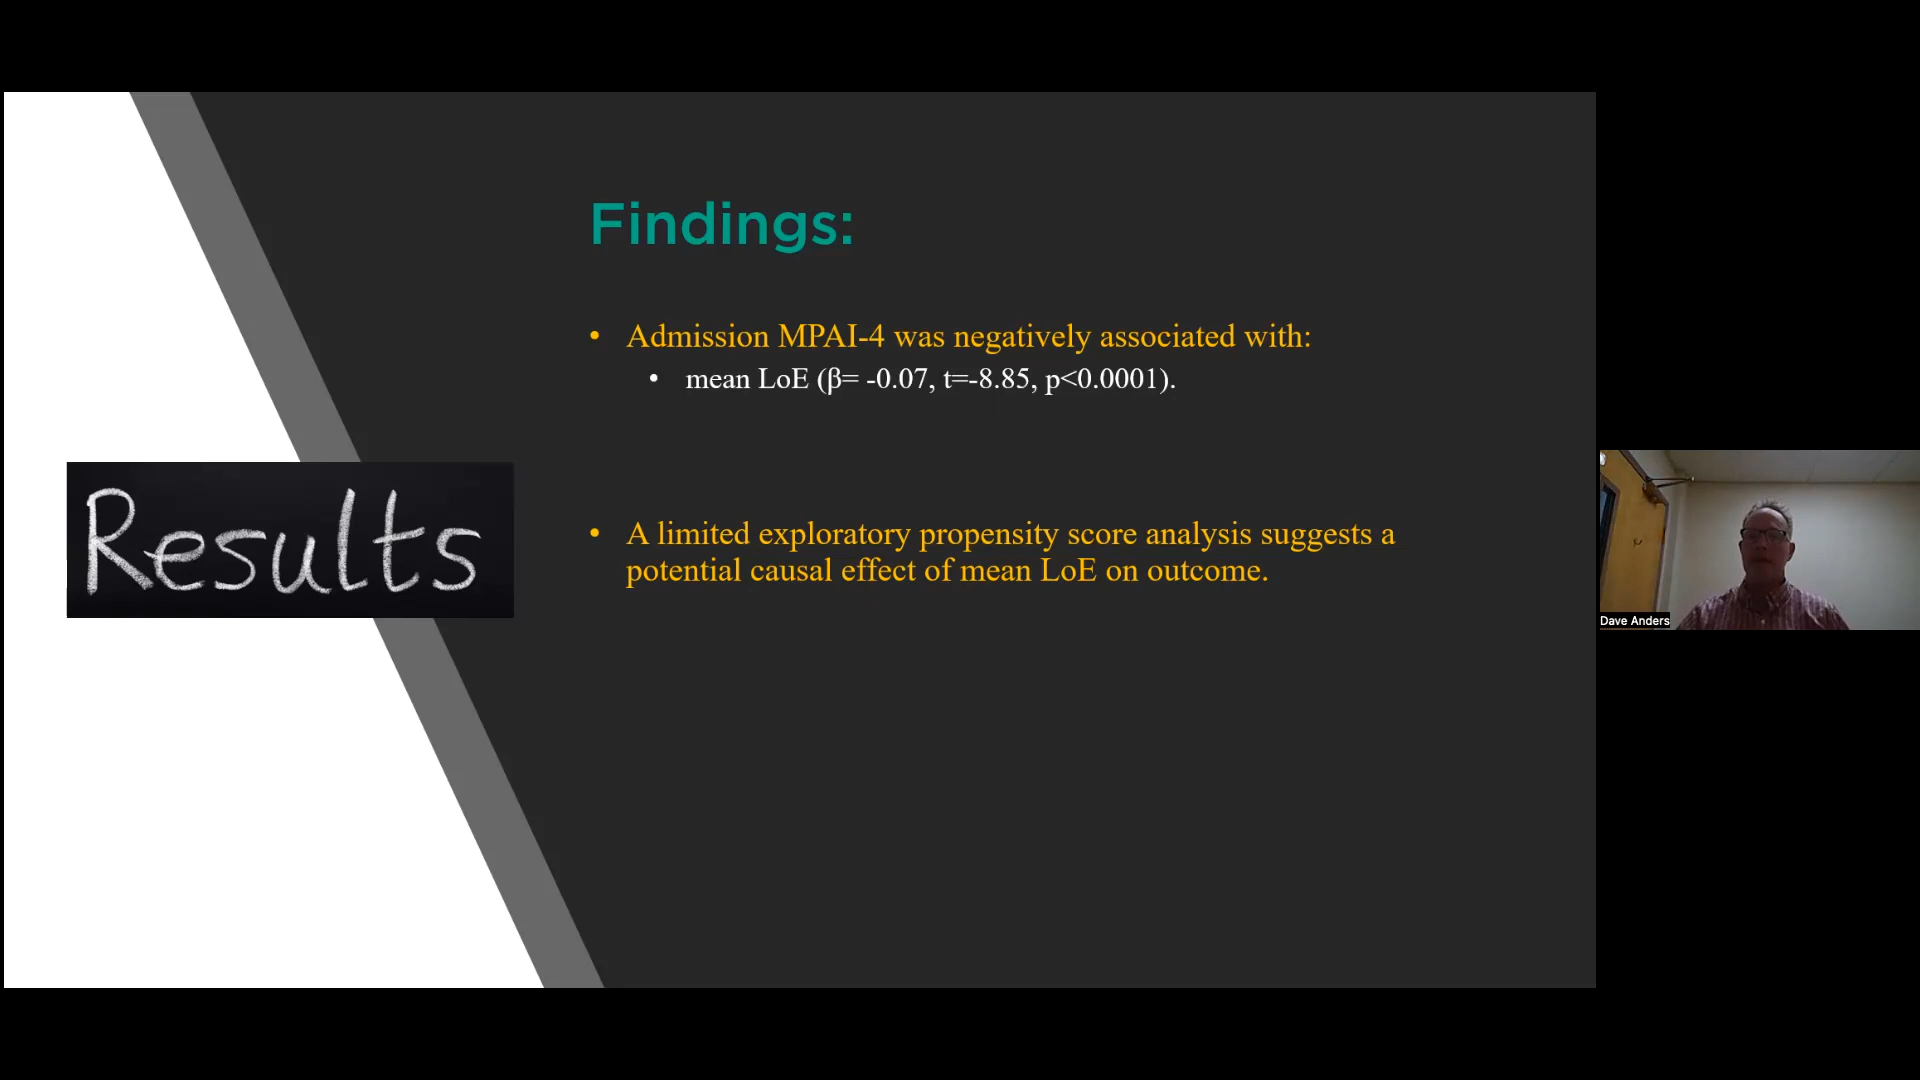 Findings:
• Admission MPAI-4 was negatively associated with:
• mean LoE (β= -0.07, t=-8.85, p<0.0001).
Results
• A limited exploratory propensity score analysis suggests a
potential causal effect of mean LoE on outcome.
Dave Anders